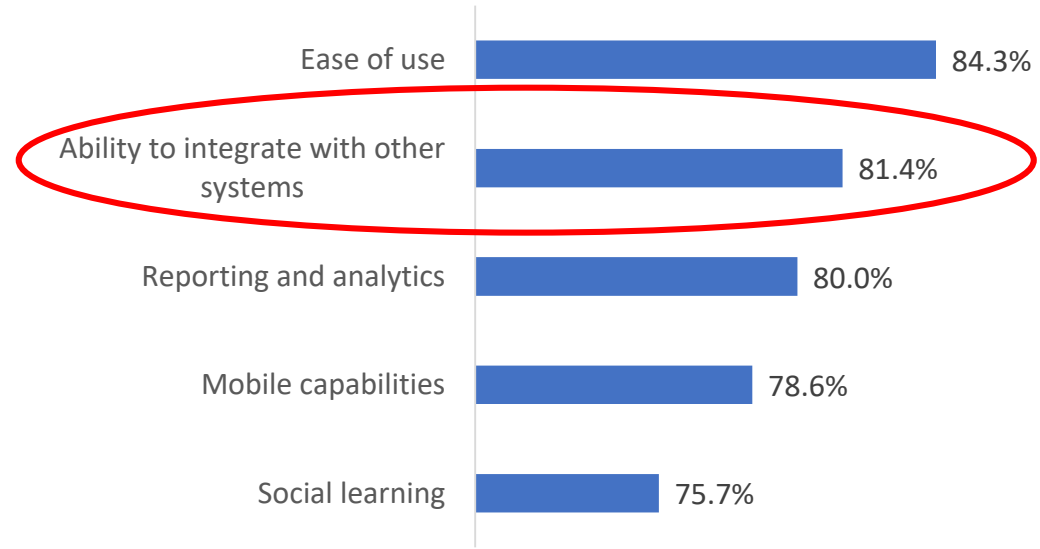 Ease of use
84.3%
Ability to integrate with other
systems
81.4%
Reporting and analytics
80.0%
Mobile capabilities
78.6%
Social learning
75.7%